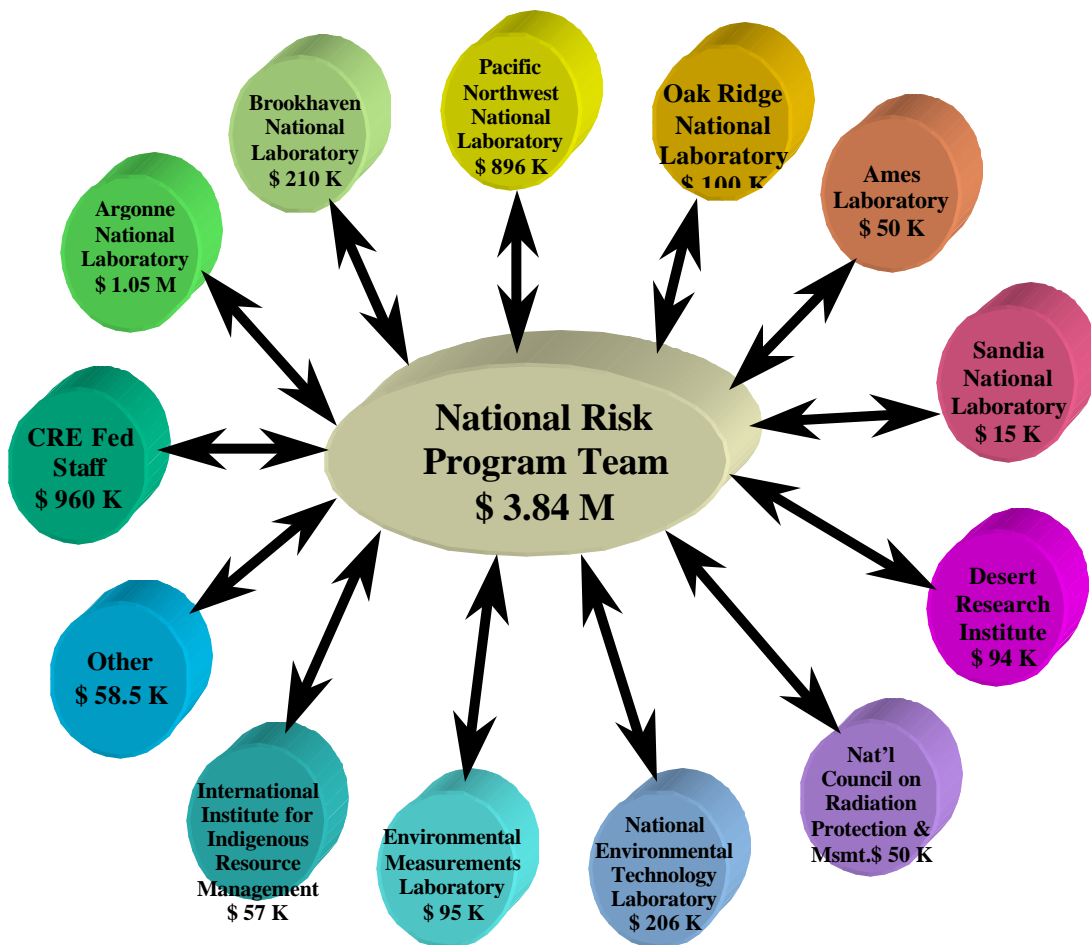 National Risk
Program Team
$ 3.84 M
Pacific
Northwest
National
Laboratory
$ 896 K
Oak Ridge
National
Laboratory
$ 100 K
Ames
Laboratory
$ 50 K
Sandia
National
Laboratory
$ 15 K
Desert
Research
Institute
$ 94 K
Nat’l
Council on
Radiation
Protection &
Msmt.$ 50 K
National
Environmental
Technology
Laboratory
$ 206 K
Environmental
Measurements
Laboratory
$ 95 K
International
Institute for
Indigenous
Resource
Management
$ 57 K
Other
$ 58.5 K
CRE Fed
Staff
$ 960 K
Argonne
National
Laboratory
$ 1.05 M
Brookhaven
National
Laboratory
$ 210 K